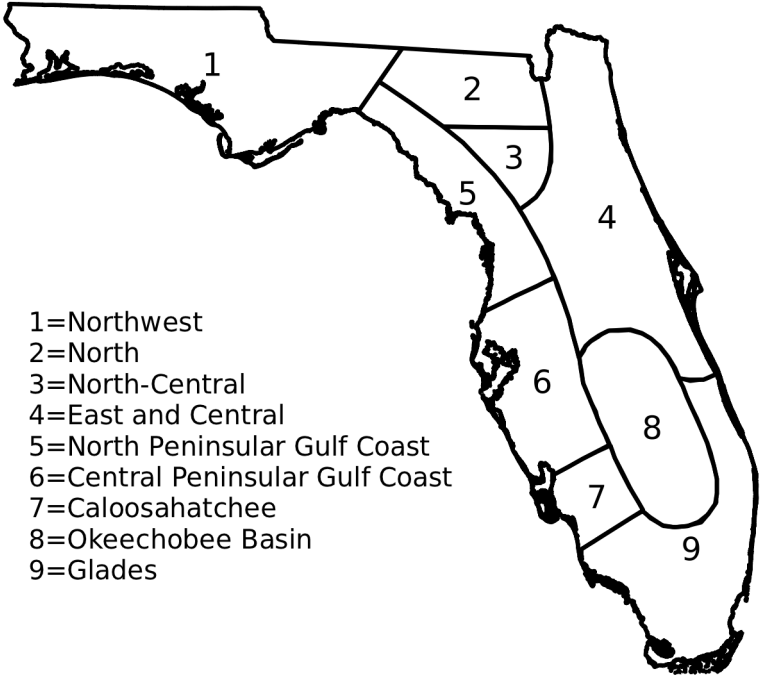 1
2
3
5
4
1=Northwest
2=North
3=North-Central
4=East and Central
5=North Peninsular Gulf Coast
6=Central Peninsular Gulf Coast
7=Caloosahatchee
8=Okeechobee Basin
9=Glades
6
8
7
9